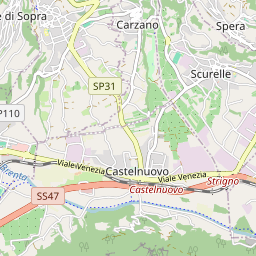 e di Sopra
Carzano
Spera
Scurelle
SP31
P110
Viale Venezia
Castelnuovo
Viale Venezia
Strigno
Castelnuovo
SS47